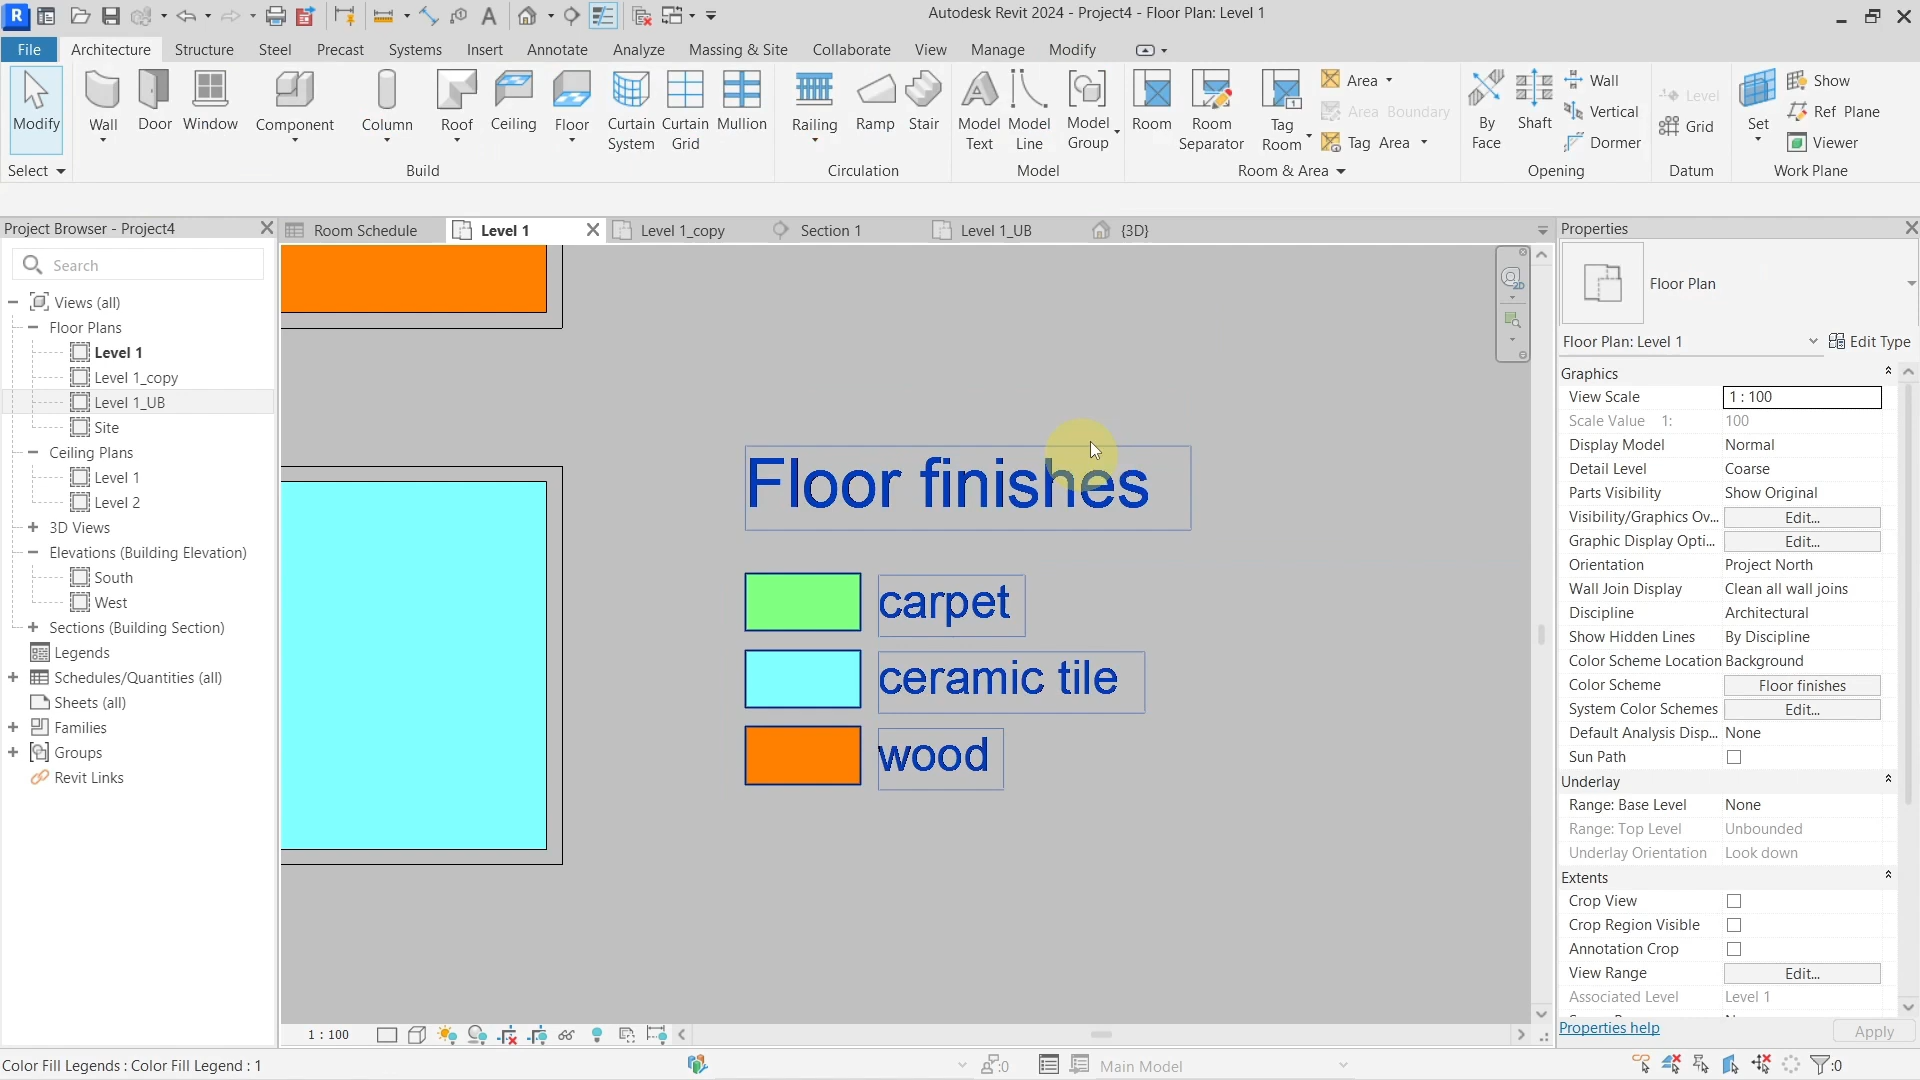 Autodesk Revit 2024 - Project4 - Floor Plan: Level 1
File Architecture Structure Steel Precast Systems Insert Annotate Analyze Massing & Site Collaborate View Manage Modify
Modify Wall Door Window Component Column Roof Ceiling Floor Curtain System Curtain Grid Mullion Railing Ramp Stair Model Text Model Line Model Group Room Room Separator Tag Room
Area
Area Boundary
Tag Area
By Face Shaft
Wall
Vertical
Dormer
Level
Grid
Set
Show
Ref Plane
Viewer
Select Build Circulation Model Room & Area Opening Datum Work Plane
Project Browser - Project4
Search
Views (all)
Floor Plans
Level 1
Level 1_copy
Level 1_UB
Site
Ceiling Plans
Level 1
Level 2
3D Views
Elevations (Building Elevation)
South
West
Sections (Building Section)
Legends
Schedules/Quantities (all)
Sheets (all)
Families
Groups
Revit Links
Room Schedule Level 1 Level 1_copy Section 1 Level 1_UB {3D}
2D
Floor finishes
carpet
ceramic tile
wood
Properties
Floor Plan
Floor Plan: Level 1 Edit Type
Graphics
View Scale 1 : 100
Scale Value 1: 100
Display Model Normal
Detail Level Coarse
Parts Visibility Show Original
Visibility/Graphics Ov... Edit...
Graphic Display Opti... Edit...
Orientation Project North
Wall Join Display Clean all wall joins
Discipline Architectural
Show Hidden Lines By Discipline
Color Scheme Location Background
Color Scheme Floor finishes
System Color Schemes Edit...
Default Analysis Disp... None
Sun Path
Underlay
Range: Base Level None
Range: Top Level Unbounded
Underlay Orientation Look down
Extents
Crop View
Crop Region Visible
Annotation Crop
View Range Edit...
Associated Level Level 1
Properties help Apply
1 : 100
Color Fill Legends : Color Fill Legend : 1
:0
Main Model
:0